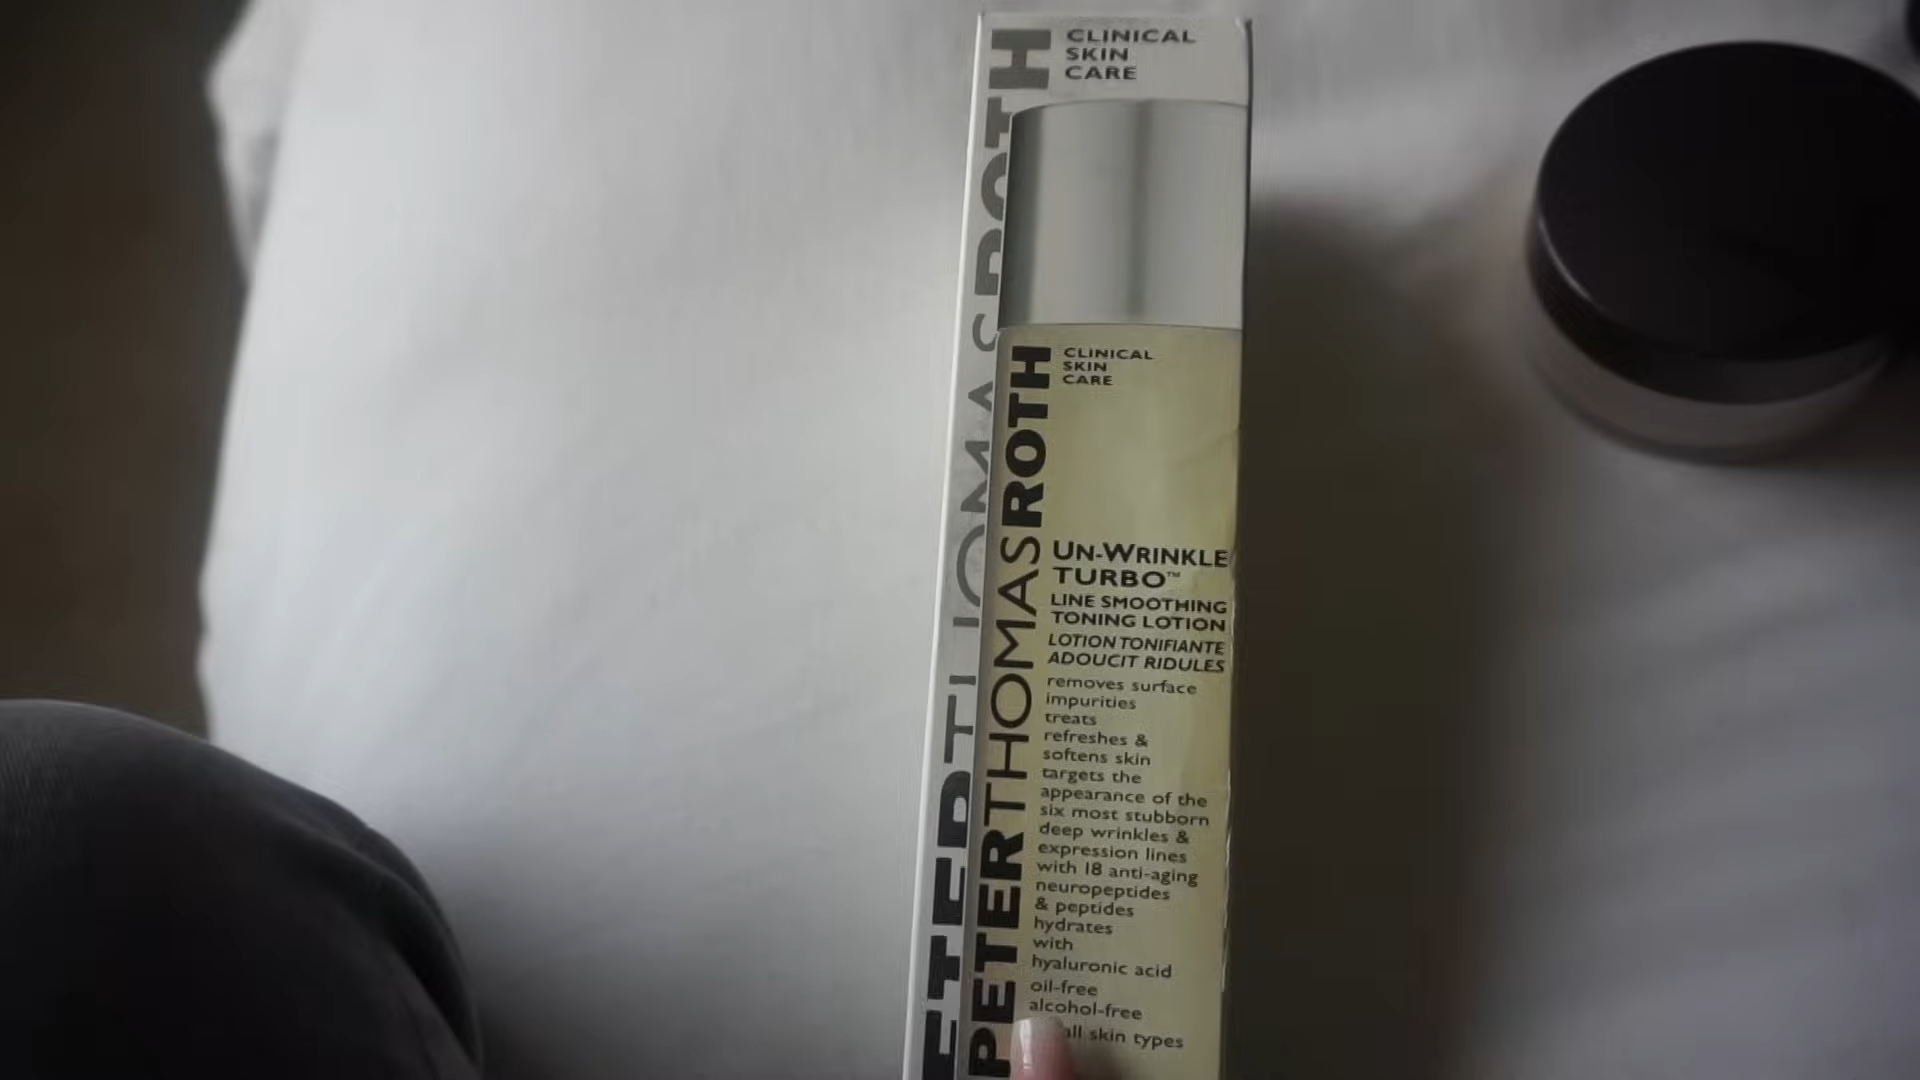 CLINICAL
SKIN
CARE
CLINICAL
SKIN
CARE
PETERTHOMASROTH
UN-WRINKLE
TURBO™
LINE SMOOTHING
TONING LOTION
LOTION TONIFIANTE
ADOUCIT RIDULES
removes surface
impurities
treats
refreshes &
softens skin
targets the
appearance of the
six most stubborn
deep wrinkles &
expression lines
with 18 anti-aging
neuropeptides
& peptides
hydrates
with
hyaluronic acid
oil-free
alcohol-free
all skin types